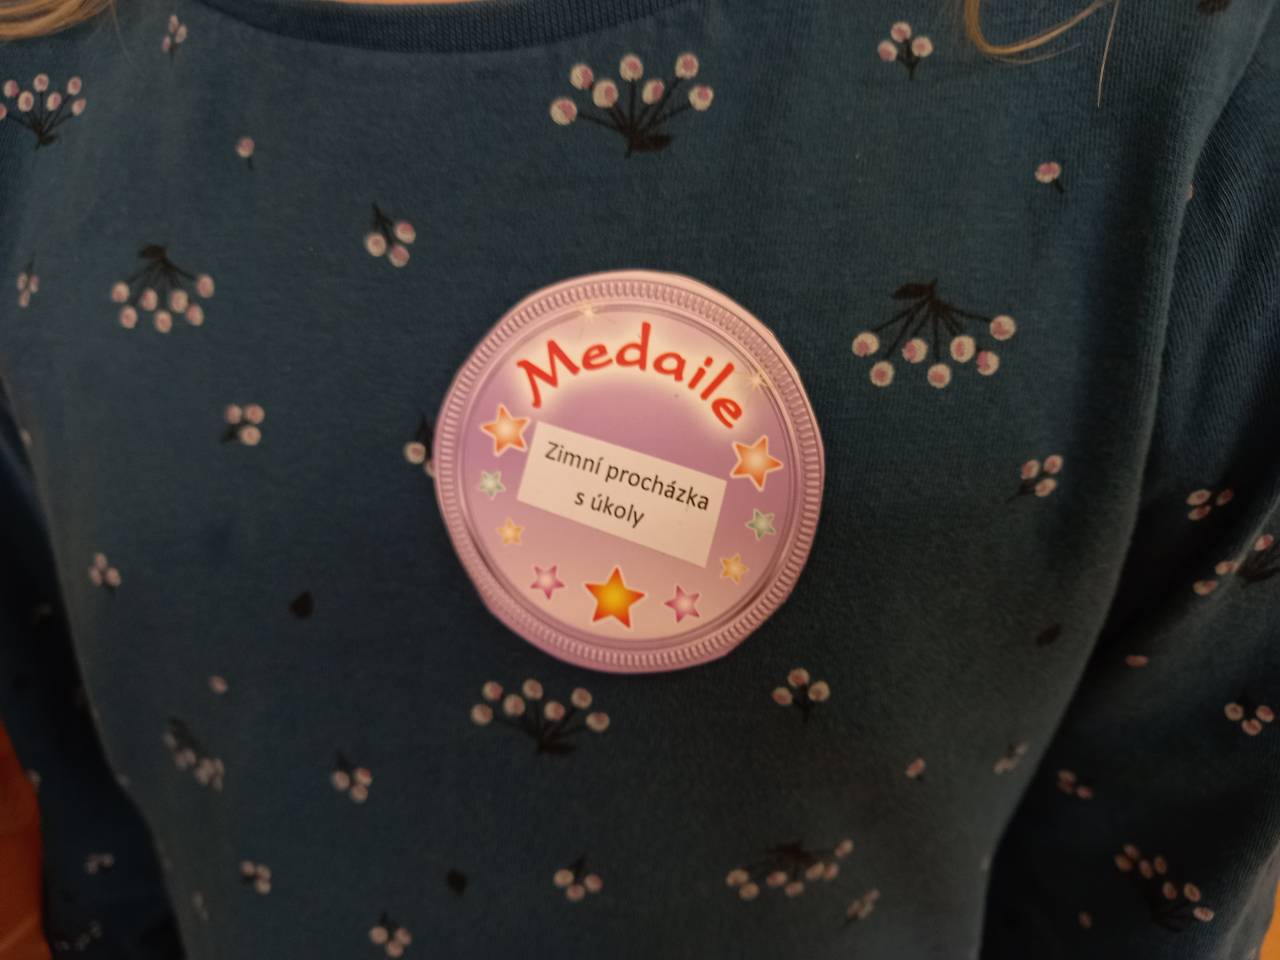 Medaile
Zimní procházka
s úkoly